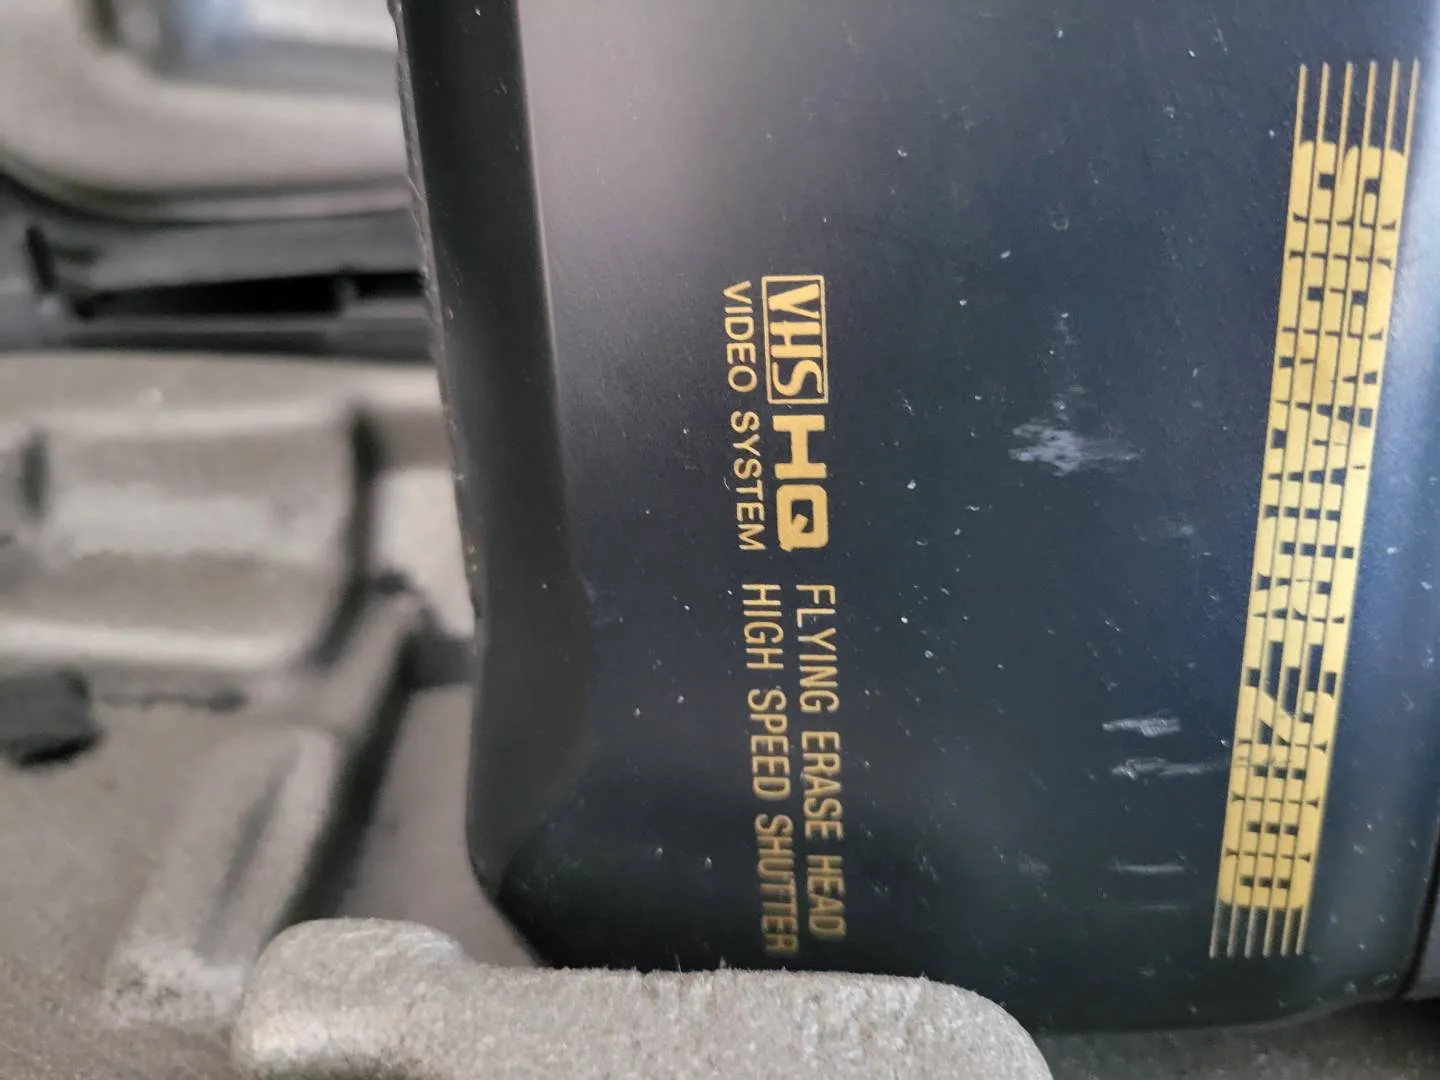 VHS HQ FLYING ERASE HEAD
VIDEO SYSTEM HIGH SPEED SHUTTER